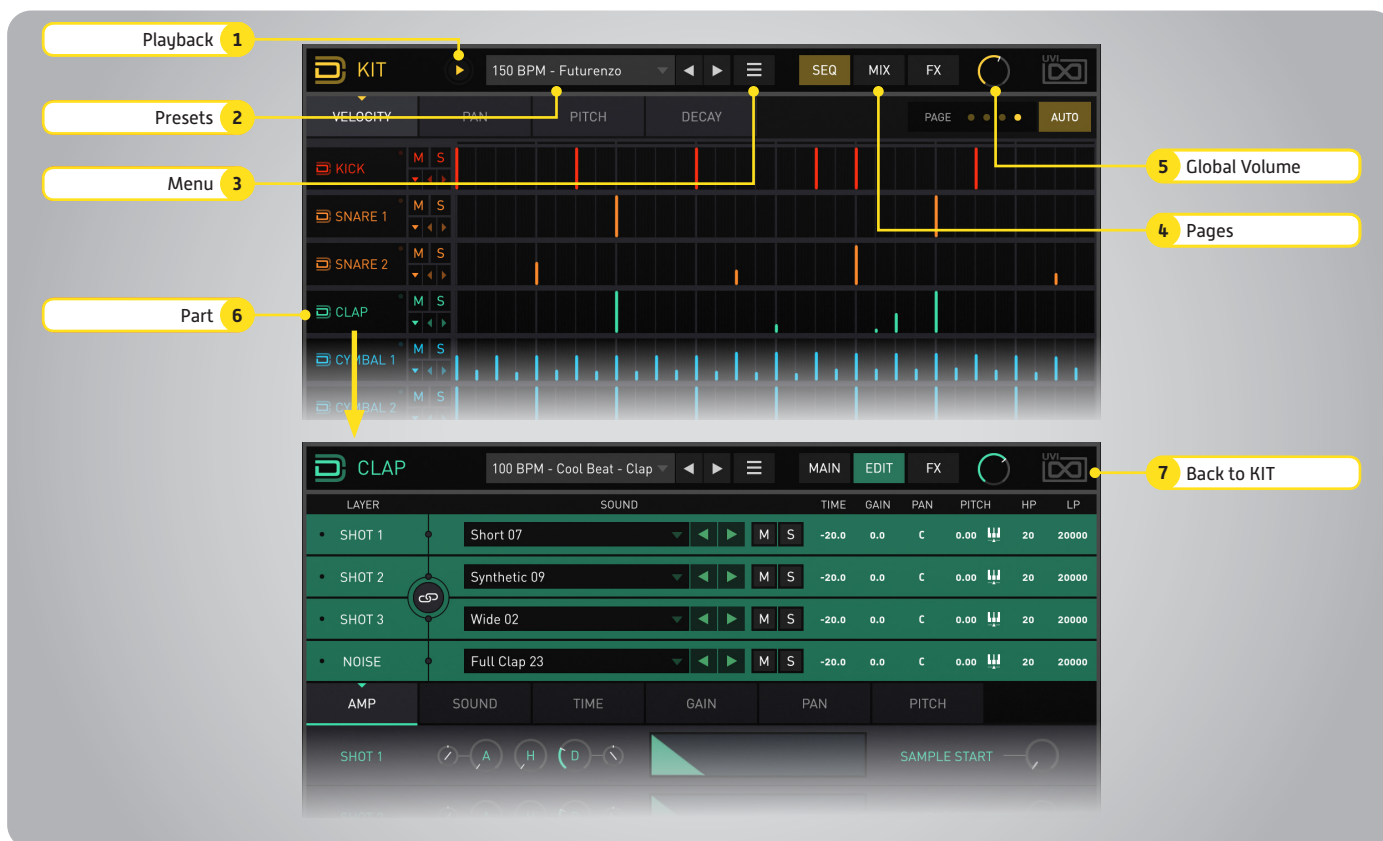 Playback 1
KIT 150 BPM - Futurenzo SEQ MIX FX UVI
Presets 2
VELOCITY PAN PITCH DECAY PAGE AUTO
KICK M S
5 Global Volume
Menu 3
SNARE 1 M S
4 Pages
SNARE 2 M S
Part 6
CLAP M S
CYMBAL 1 M S
CYMBAL 2 M S
CLAP 100 BPM - Cool Beat - Clap MAIN EDIT FX UVI
7 Back to KIT
LAYER SOUND TIME GAIN PAN PITCH HP LP
SHOT 1 Short 07 M S -20.0 0.0 C 0.00 20 20000
SHOT 2 Synthetic 09 M S -20.0 0.0 C 0.00 20 20000
SHOT 3 Wide 02 M S -20.0 0.0 C 0.00 20 20000
NOISE Full Clap 23 M S -20.0 0.0 C 0.00 20 20000
AMP SOUND TIME GAIN PAN PITCH
SHOT 1 A H D SAMPLE START